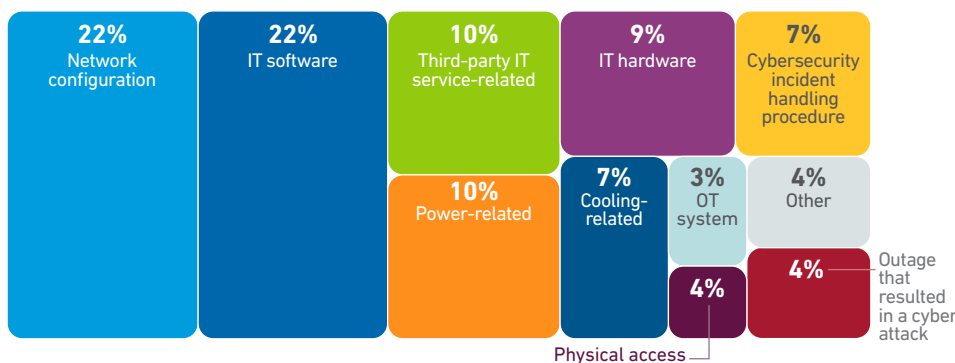 22%
Network
configuration
22%
IT software
10%
Third-party IT
service-related
9%
IT hardware
7%
Cybersecurity
incident
handling
procedure
10%
Power-related
7%
Cooling-
related
3%
OT
system
4%
Other
4%
Physical access
4%
Outage
that
resulted
in a cyber
attack